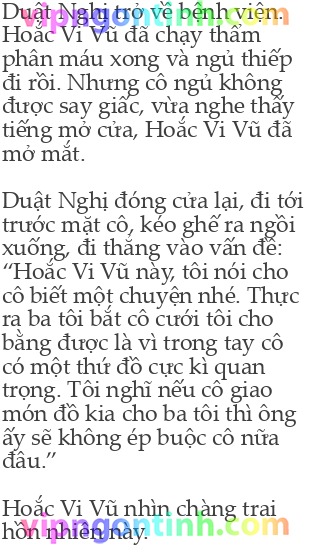 vipngontinh.com
Duật Nghị trở về bệnh viện.
Hoắc Vi Vũ đã chạy thẩm
phân máu xong và ngủ thiếp
đi rồi. Nhưng cô ngủ không
được say giấc, vừa nghe thấy
tiếng mở cửa, Hoắc Vi Vũ đã
mở mắt.
Duật Nghị đóng cửa lại, đi tới
trước mặt cô, kéo ghế ra ngồi
xuống, đi thẳng vào vấn đề:
“Hoắc Vi Vũ này, tôi nói cho
cô biết một chuyện nhé. Thực
ra ba tôi bắt cô cưới tôi cho
bằng được là vì trong tay cô
có một thứ đồ cực kì quan
trọng. Tôi nghĩ nếu cô giao
món đồ kia cho ba tôi thì ông
ấy sẽ không ép buộc cô nữa
đâu.”
Hoắc Vi Vũ nhìn chàng trai
hồn nhiên này.
vipngontinh.com